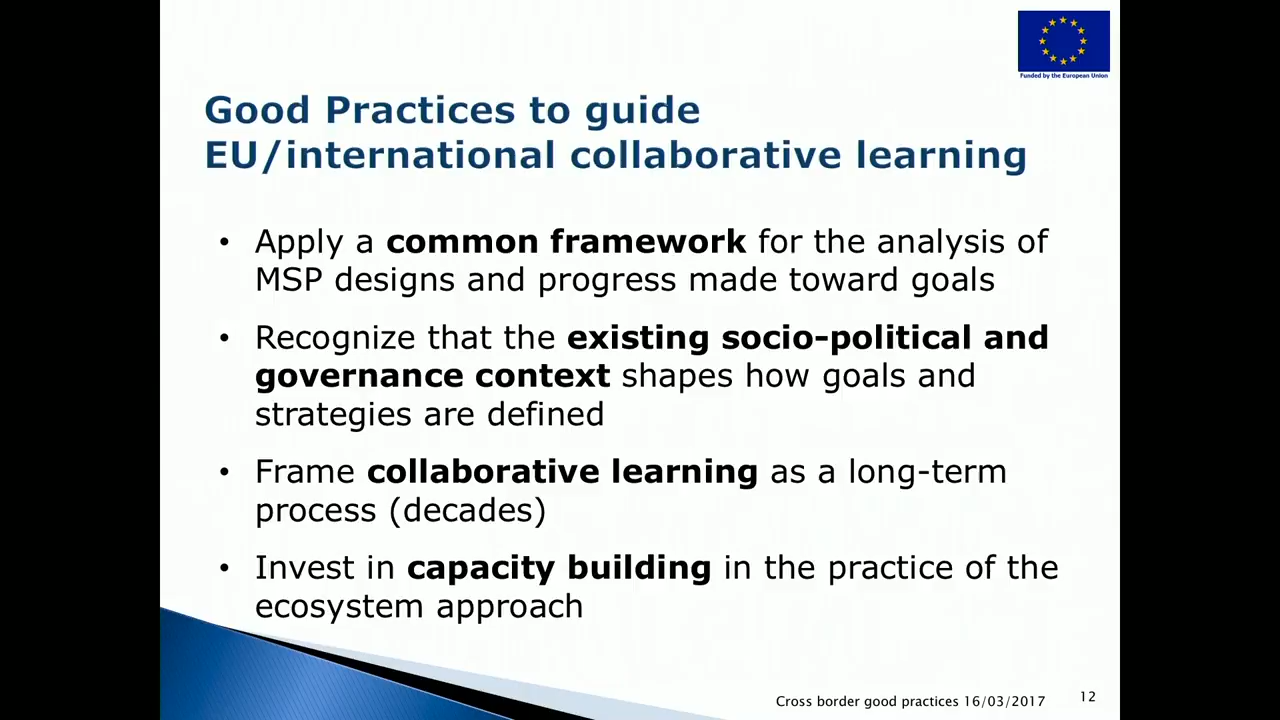 Funded by the European Union
Good Practices to guide
EU/international collaborative learning
• Apply a common framework for the analysis of
MSP designs and progress made toward goals
• Recognize that the existing socio-political and
governance context shapes how goals and
strategies are defined
• Frame collaborative learning as a long-term
process (decades)
• Invest in capacity building in the practice of the
ecosystem approach
Cross border good practices 16/03/2017
12